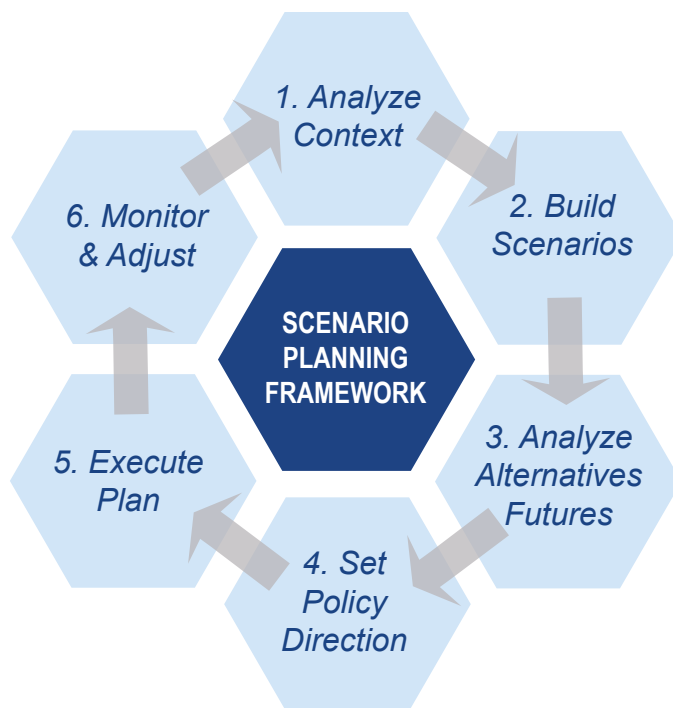 1. Analyze
Context
2. Build
Scenarios
3. Analyze
Alternatives
Futures
4. Set
Policy
Direction
5. Execute
Plan
6. Monitor
& Adjust
SCENARIO
PLANNING
FRAMEWORK